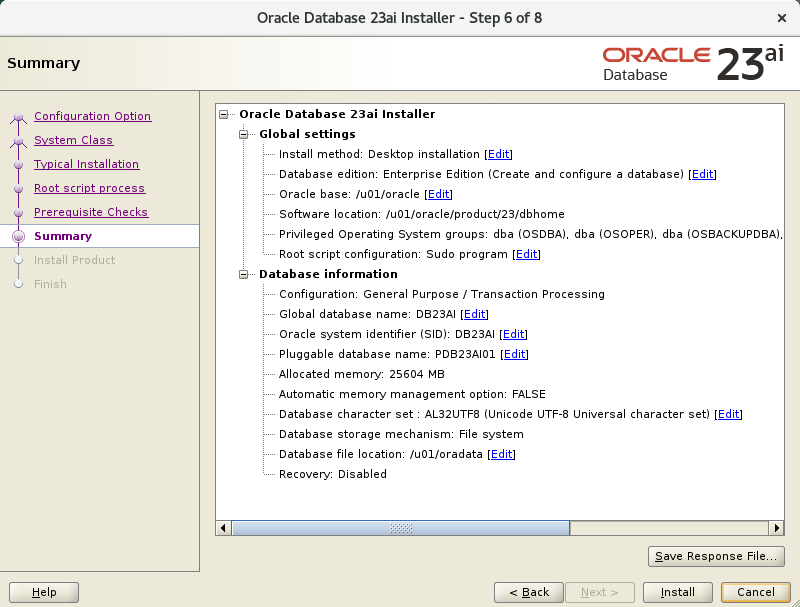 Oracle Database 23ai Installer - Step 6 of 8
Summary
ORACLE
Database
23ai
Configuration Option
System Class
Typical Installation
Root script process
Prerequisite Checks
Summary
Install Product
Finish
Oracle Database 23ai Installer
Global settings
Install method: Desktop installation [Edit]
Database edition: Enterprise Edition (Create and configure a database) [Edit]
Oracle base: /u01/oracle [Edit]
Software location: /u01/oracle/product/23/dbhome
Privileged Operating System groups: dba (OSDBA), dba (OSOPER), dba (OSBACKUPDBA),
Root script configuration: Sudo program [Edit]
Database information
Configuration: General Purpose / Transaction Processing
Global database name: DB23AI [Edit]
Oracle system identifier (SID): DB23AI [Edit]
Pluggable database name: PDB23AI01 [Edit]
Allocated memory: 25604 MB
Automatic memory management option: FALSE
Database character set : AL32UTF8 (Unicode UTF-8 Universal character set) [Edit]
Database storage mechanism: File system
Database file location: /u01/oradata [Edit]
Recovery: Disabled
Save Response File...
Help
< Back
Next >
Install
Cancel